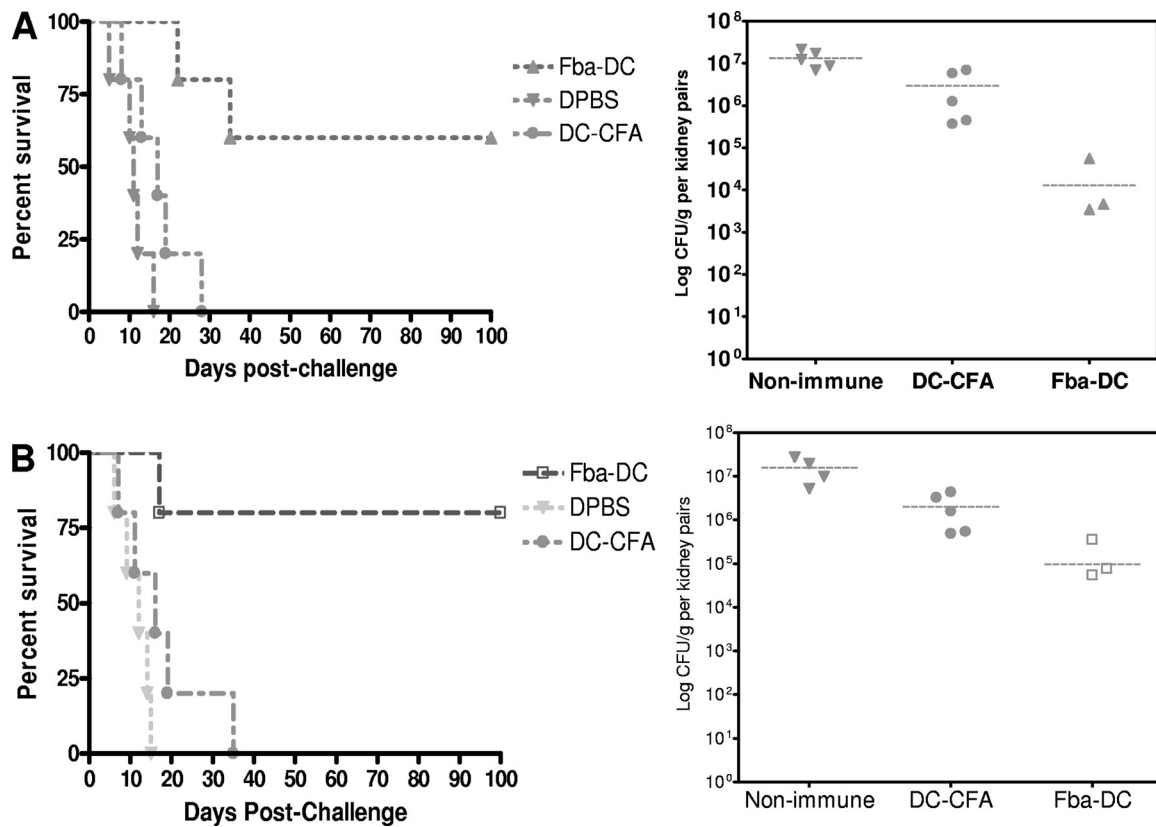 A
Percent survival
100
75
50
25
0
0 10 20 30 40 50 60 70 80 90 100
Days post-challenge
Fba-DC
DPBS
DC-CFA
Log CFU/g per kidney pairs
10⁸
10⁷
10⁶
10⁵
10⁴
10³
10²
10¹
10⁰
Non-immune DC-CFA Fba-DC
B
Percent survival
100
75
50
25
0
0 10 20 30 40 50 60 70 80 90 100
Days Post-Challenge
Fba-DC
DPBS
DC-CFA
Log CFU/g per kidney pairs
10⁸
10⁷
10⁶
10⁵
10⁴
10³
10²
10¹
10⁰
Non-immune DC-CFA Fba-DC